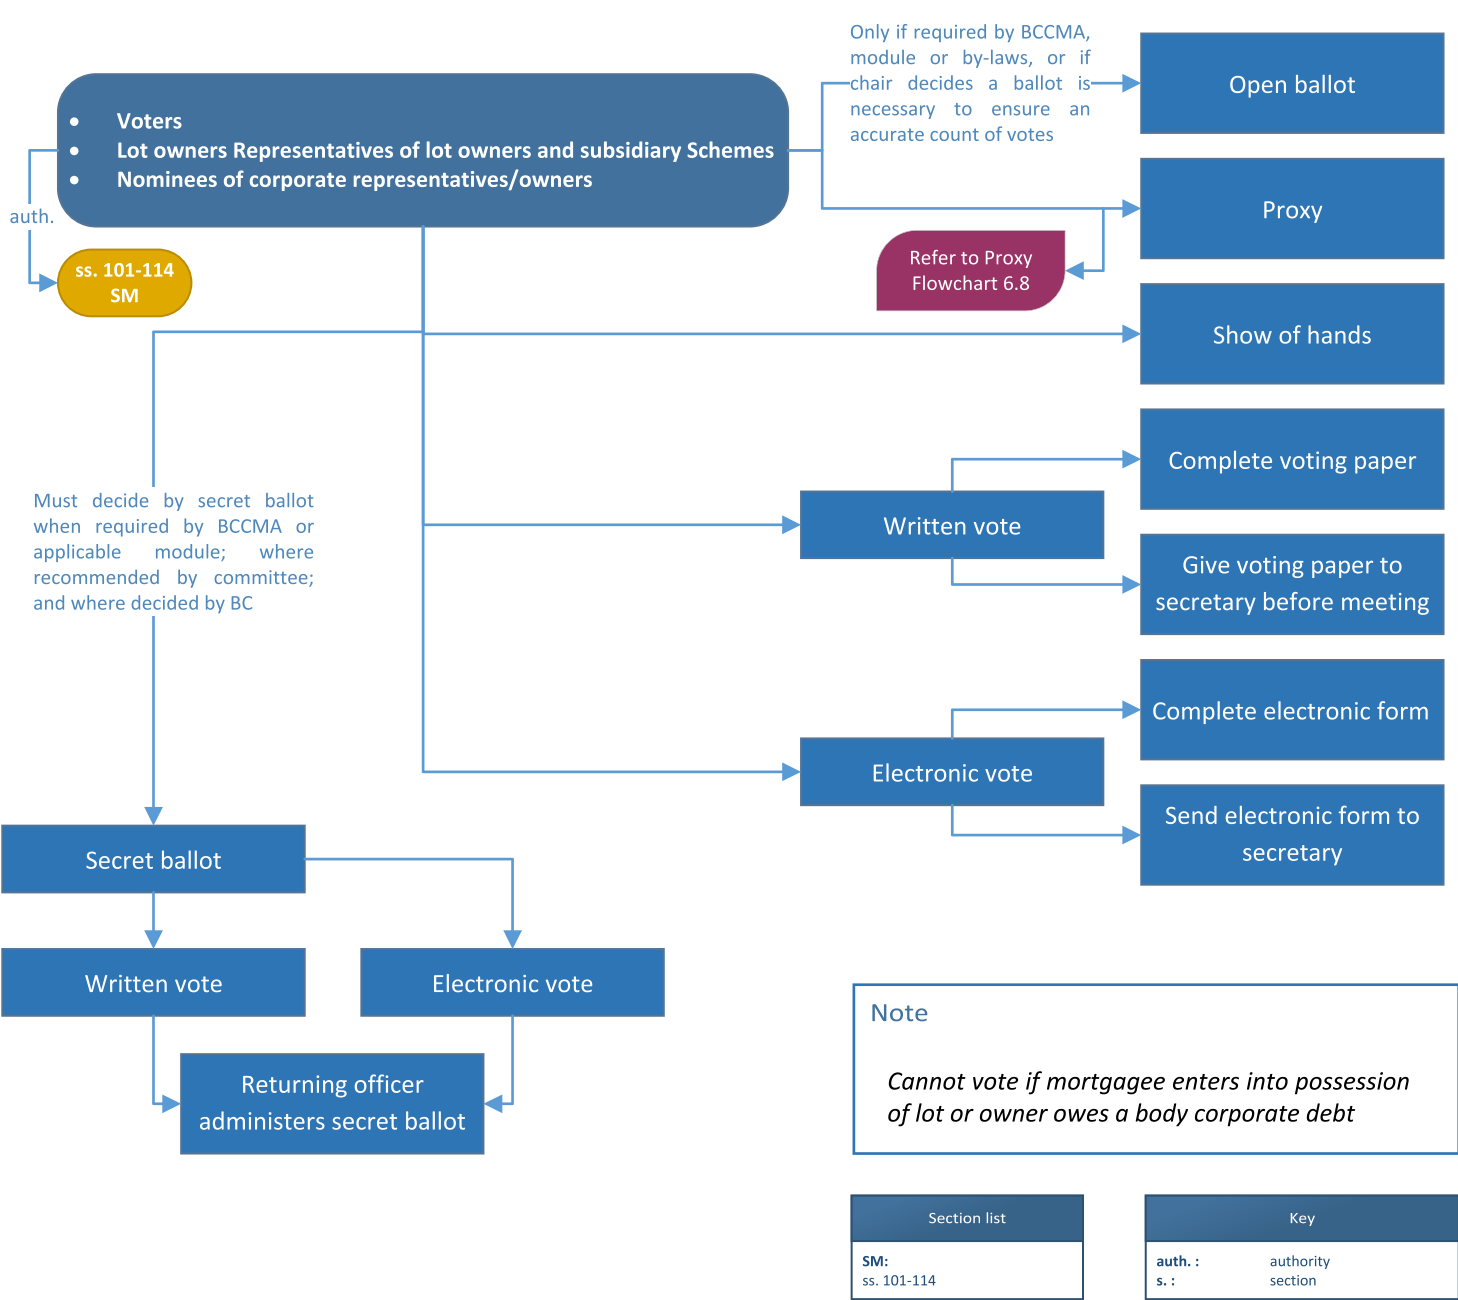 Only if required by BCCMA,
module or by-laws, or if
chair decides a ballot is
necessary to ensure an
accurate count of votes
Open ballot
• Voters
• Lot owners Representatives of lot owners and subsidiary Schemes
• Nominees of corporate representatives/owners
auth.
ss. 101-114
SM
Proxy
Refer to Proxy
Flowchart 6.8
Show of hands
Complete voting paper
Written vote
Give voting paper to
secretary before meeting
Must decide by secret ballot
when required by BCCMA or
applicable module; where
recommended by committee;
and where decided by BC
Complete electronic form
Electronic vote
Send electronic form to
secretary
Secret ballot
Written vote
Electronic vote
Returning officer
administers secret ballot
Note
Cannot vote if mortgagee enters into possession
of lot or owner owes a body corporate debt
Section list
SM:
ss. 101-114
Key
auth. : authority
s. : section